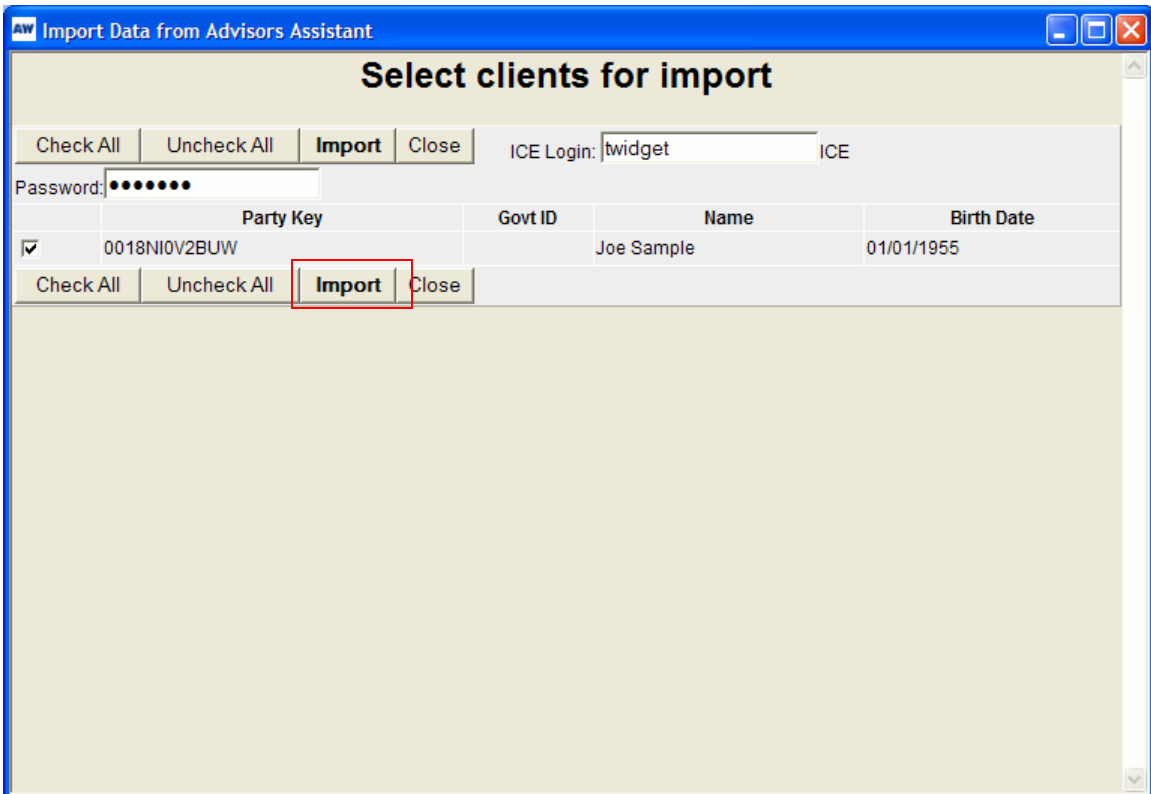 AW Import Data from Advisors Assistant
Select clients for import
Check All Uncheck All Import Close ICE Login: twidget ICE
Password: •••••••
Party Key Govt ID Name Birth Date
0018NI0V2BUW Joe Sample 01/01/1955
Check All Uncheck All Import Close